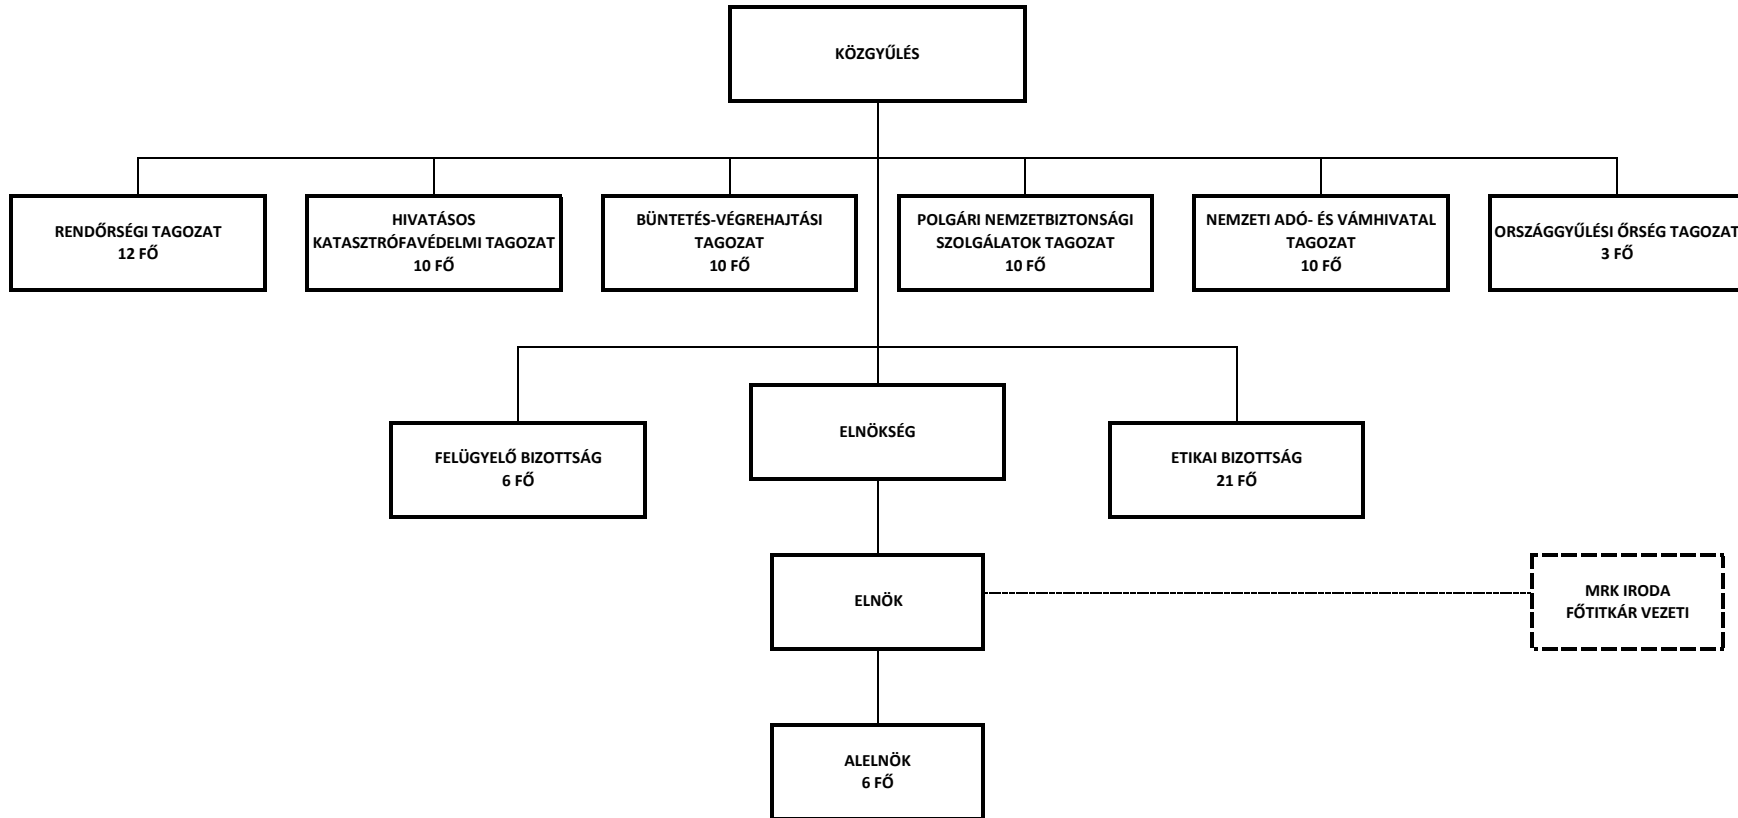 KÖZGYŰLÉS
RENDŐRSÉGI TAGOZAT
12 FŐ
HIVATÁSOS
KATASZTRÓFAVÉDELMI TAGOZAT
10 FŐ
BÜNTETÉS-VÉGREHAJTÁSI
TAGOZAT
10 FŐ
POLGÁRI NEMZETBIZTONSÁGI
SZOLGÁLATOK TAGOZAT
10 FŐ
NEMZETI ADÓ- ÉS VÁMHIVATAL
TAGOZAT
10 FŐ
ORSZÁGGYŰLÉSI ŐRSÉG TAGOZAT
3 FŐ
FELÜGYELŐ BIZOTTSÁG
6 FŐ
ELNÖKSÉG
ETIKAI BIZOTTSÁG
21 FŐ
ELNÖK
MRK IRODA
FŐTITKÁR VEZETI
ALELNÖK
6 FŐ